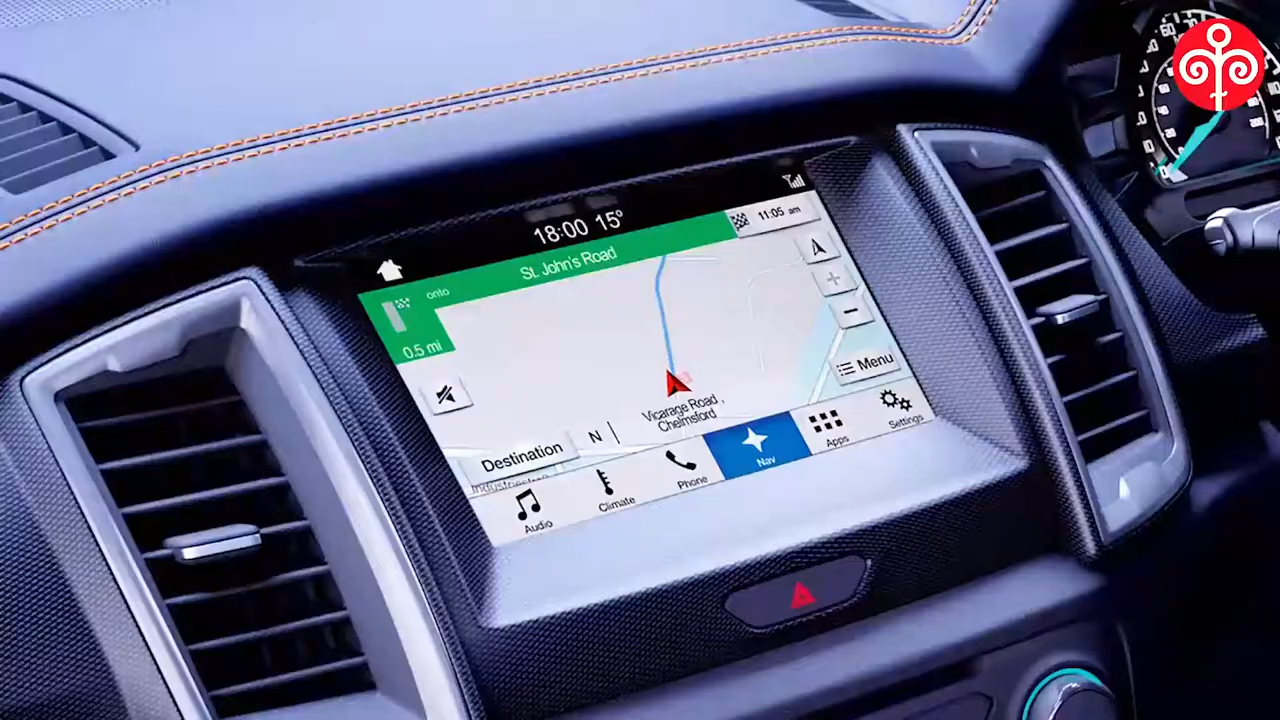 18:00 15°
St. John's Road
11:05 am
onto
0.5 mi
Menu
Vicarage Road,
Chelmsford
N
Destination
Audio
Climate
Phone
Nav
Apps
Settings